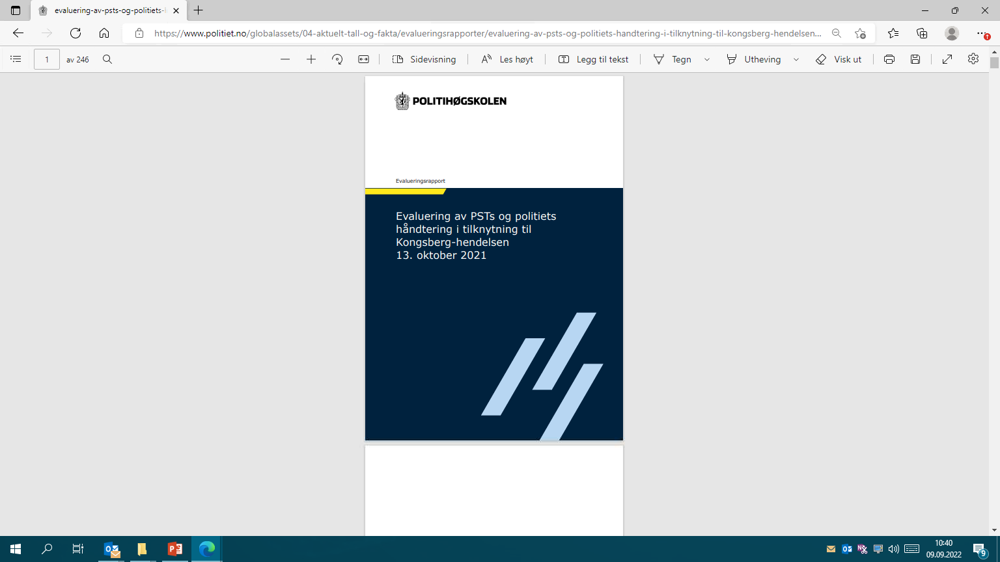 evaluering-av-psts-og-politiets-
https://www.politiet.no/globalassets/04-aktuelt-tall-og-fakta/evalueringsrapporter/evaluering-av-psts-og-politiets-handtering-i-tilknytning-til-kongsberg-hendelsen...
1 av 246
Sidevisning
Les høyt
Legg til tekst
Tegn
Utheving
Visk ut
POLITIHØGSKOLEN
Evalueringsrapport
Evaluering av PSTs og politiets
håndtering i tilknytning til
Kongsberg-hendelsen
13. oktober 2021
10:40
09.09.2022
9